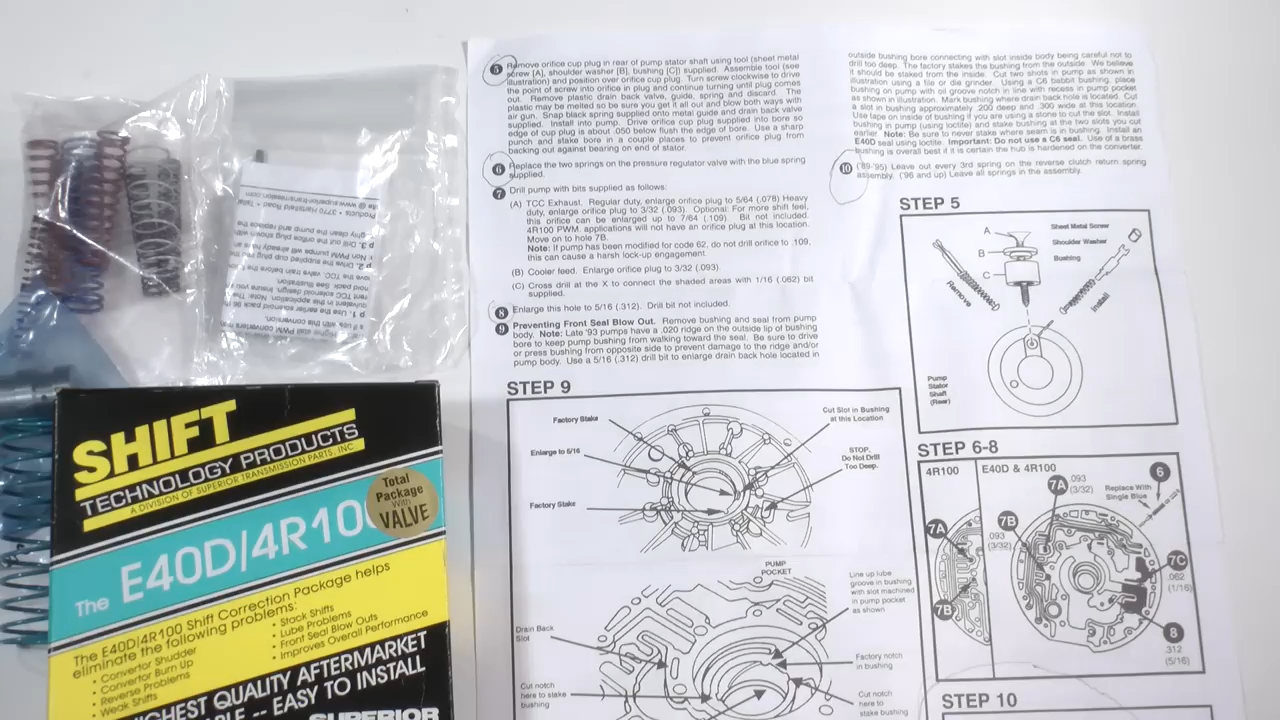 5 Remove orifice cup plug in rear of pump stator shaft using tool (sheet metal
screw [A], shoulder washer [B], bushing [C]) supplied. Assemble tool (see
illustration) and position over orifice cup plug. Turn screw clockwise to drive
the point of screw into orifice in plug and continue turning until plug comes
out. Remove plastic drain back valve, guide, spring and discard. The
plastic may be melted so be sure you get it all out and blow both ways with
air gun. Snap black spring supplied onto metal guide and drain back valve
supplied. Install into pump. Drive orifice cup plug supplied into bore so
edge of cup plug is about .050 below flush the edge of bore. Use a sharp
punch and stake bore in a couple places to prevent orifice plug from
backing out against bearing on end of stator.
6 Replace the two springs on the pressure regulator valve with the blue spring
supplied.
7 Drill pump with bits supplied as follows:
(A) TCC Exhaust. Regular duty, enlarge orifice plug to 5/64 (.078) Heavy
duty, enlarge orifice plug to 3/32 (.093). Optional: For more shift feel,
this orifice can be enlarged up to 7/64 (.109). Bit not included.
4R100 PWM, applications will not have an orifice plug at this location.
Move on to hole 7B.
Note: If pump has been modified for code 62, do not drill orifice to .109,
this can cause a harsh lock-up engagement.
(B) Cooler feed. Enlarge orifice plug to 3/32 (.093)
(C) Cross drill at the X to connect the shaded areas with 1/16 (.062) bit
supplied.
8 Enlarge this hole to 5/16 (.312). Drill bit not included.
9 Preventing Front Seal Blow Out. Remove bushing and seal from pump
body. Note: Late '93 pumps have a .020 ridge on the outside lip of bushing
bore to keep pump bushing from walking toward the seal. Be sure to drive
or press bushing from opposite side to prevent damage to the ridge and/or
pump body. Use a 5/16 (.312) drill bit to enlarge drain back hole located in
outside bushing bore connecting with slot inside body being careful not to
drill too deep. The factory stakes the bushing from the outside. We believe
it should be staked from the inside. Cut two shots in pump as shown in
illustration using a file or die grinder. Using a C6 babbit bushing, place
bushing on pump with oil groove notch in line with recess in pump pocket
as shown in illustration. Mark bushing where drain back hole is located. Cut
a slot in bushing approximately .200 deep and .300 wide at this location.
Use tape on inside of bushing if you are using a stone to cut the slot. Install
bushing in pump (using loctite) and stake bushing at the two slots you cut
earlier Note: Be sure to never stake where seam is in bushing. Install an
E40D seal using loctite. Important: Do not use a C6 seal. Use of a brass
bushing is overall best if it is certain the hub is hardened on the converter.
10 ('89-'95) Leave out every 3rd spring on the reverse clutch return spring
assembly. ('96 and up) Leave all springs in the assembly.
STEP 5
A
B
C
Sheet Metal Screw
Shoulder Washer
Bushing
Remove
Install
Pump
Stator
Shaft
(Rear)
STEP 9
Factory Stake
Enlarge to 5/16
Factory Stake
Cut Slot in Bushing
at this Location
STOP,
Do Not Drill
Too Deep.
PUMP
POCKET
Line up lube
groove in bushing
with slot machined
in pump pocket
as shown
Drain Back
Slot
Factory notch
in bushing
Cut notch
here to stake
bushing
Cut notch
here to
stake bushing
STEP 6-8
4R100
E40D & 4R100
7A
7B
7A
.093
(3/32)
7B
.093
(3/32)
Replace With
Single Blue
6
7C
.062
(1/16)
8
.312
(5/16)
STEP 10
SHIFT
TECHNOLOGY PRODUCTS
A DIVISION OF SUPERIOR TRANSMISSION PARTS, INC
Total
Package
With
VALVE
The E40D/4R100
The E40D/4R100 Shift Correction Package helps
eliminate the following problems:
• Convertor Shudder
• Convertor Burn Up
• Reverse Problems
• Weak Shifts
• Stack Shifts
• Lube Problems
• Front Seal Blow Outs
• Improves Overall Performance
HIGHEST QUALITY AFTERMARKET
-- EASY TO INSTALL
SUPERIOR